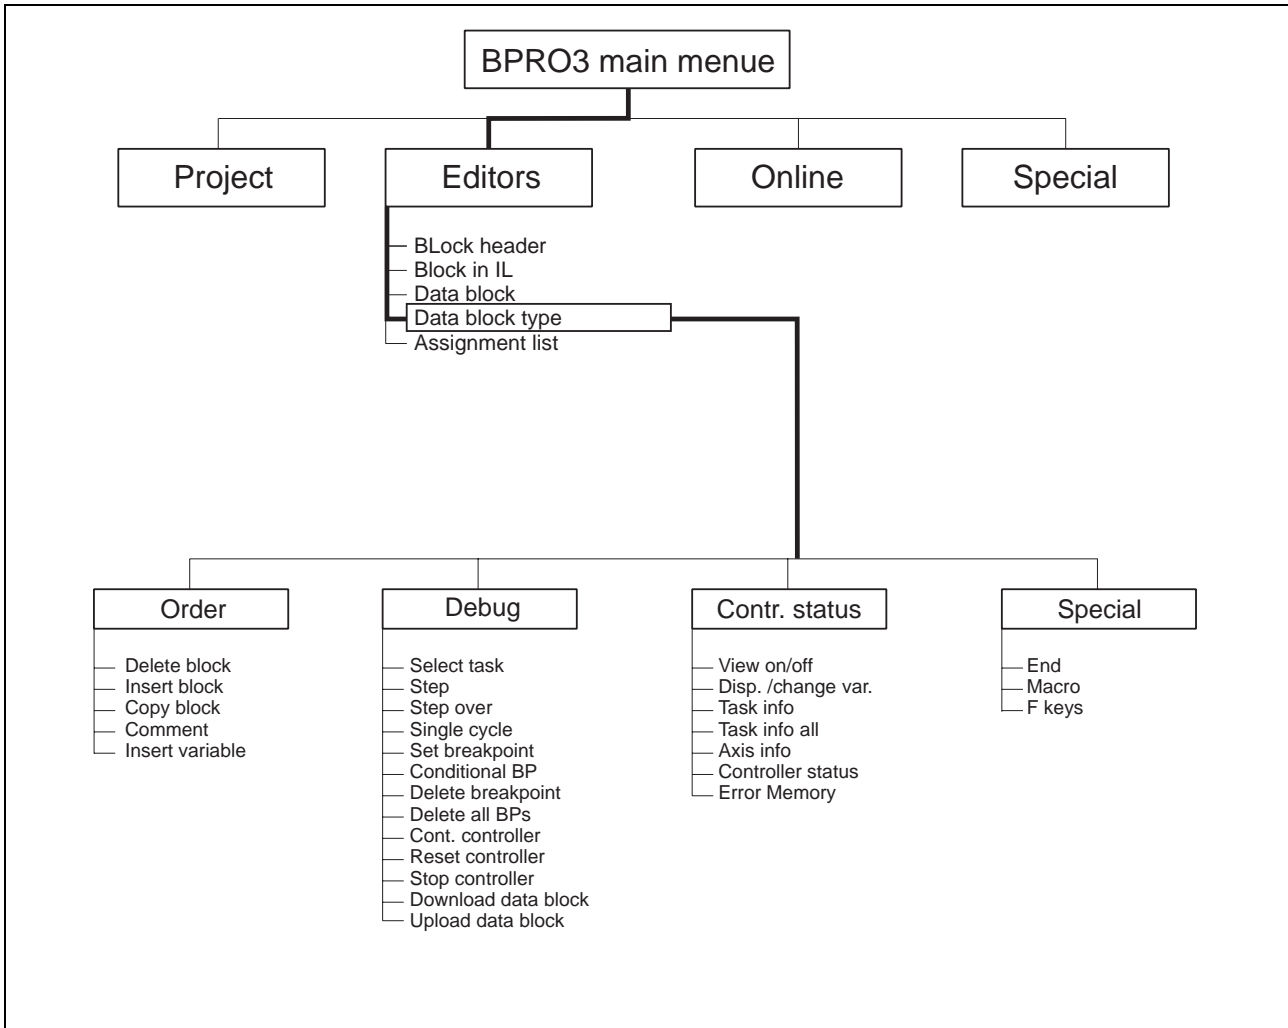 BPRO3 main menue
Project
Editors
Online
Special
BLock header
Block in IL
Data block
Data block type
Assignment list
Order
Delete block
Insert block
Copy block
Comment
Insert variable
Debug
Select task
Step
Step over
Single cycle
Set breakpoint
Conditional BP
Delete breakpoint
Delete all BPs
Cont. controller
Reset controller
Stop controller
Download data block
Upload data block
Contr. status
View on/off
Disp. /change var.
Task info
Task info all
Axis info
Controller status
Error Memory
Special
End
Macro
F keys